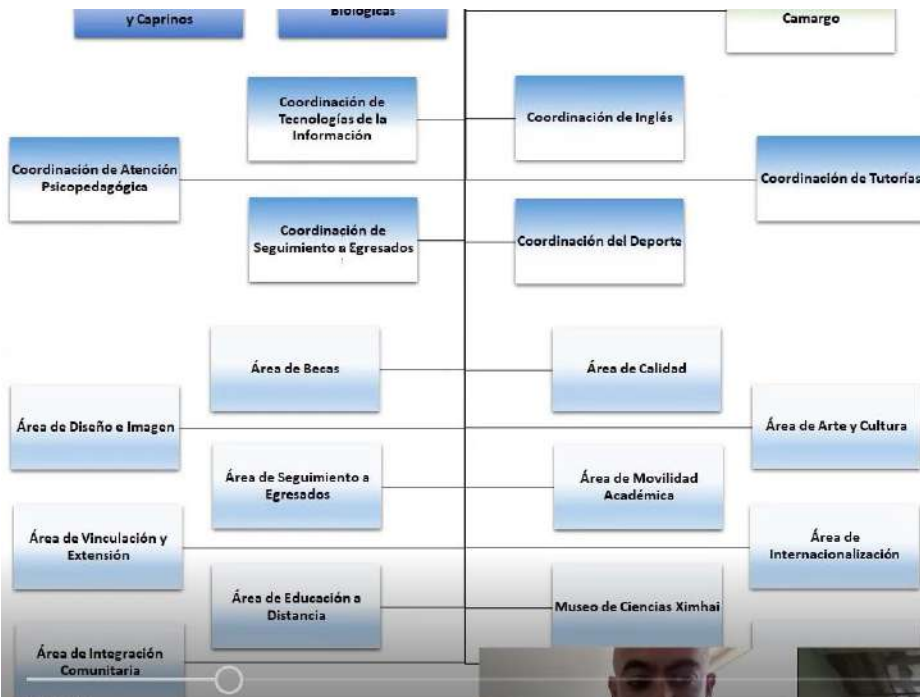 y Caprinos
Biológicas
Camargo
Coordinación de
Tecnologías de la
Información
Coordinación de Inglés
Coordinación de Atención
Psicopedagógica
Coordinación de Tutorías
Coordinación de
Seguimiento a Egresados
Coordinación del Deporte
Área de Becas
Área de Calidad
Área de Diseño e Imagen
Área de Arte y Cultura
Área de Seguimiento a
Egresados
Área de Movilidad
Académica
Área de Vinculación y
Extensión
Área de
Internacionalización
Área de Educación a
Distancia
Museo de Ciencias Ximhai
Área de Integración
Comunitaria